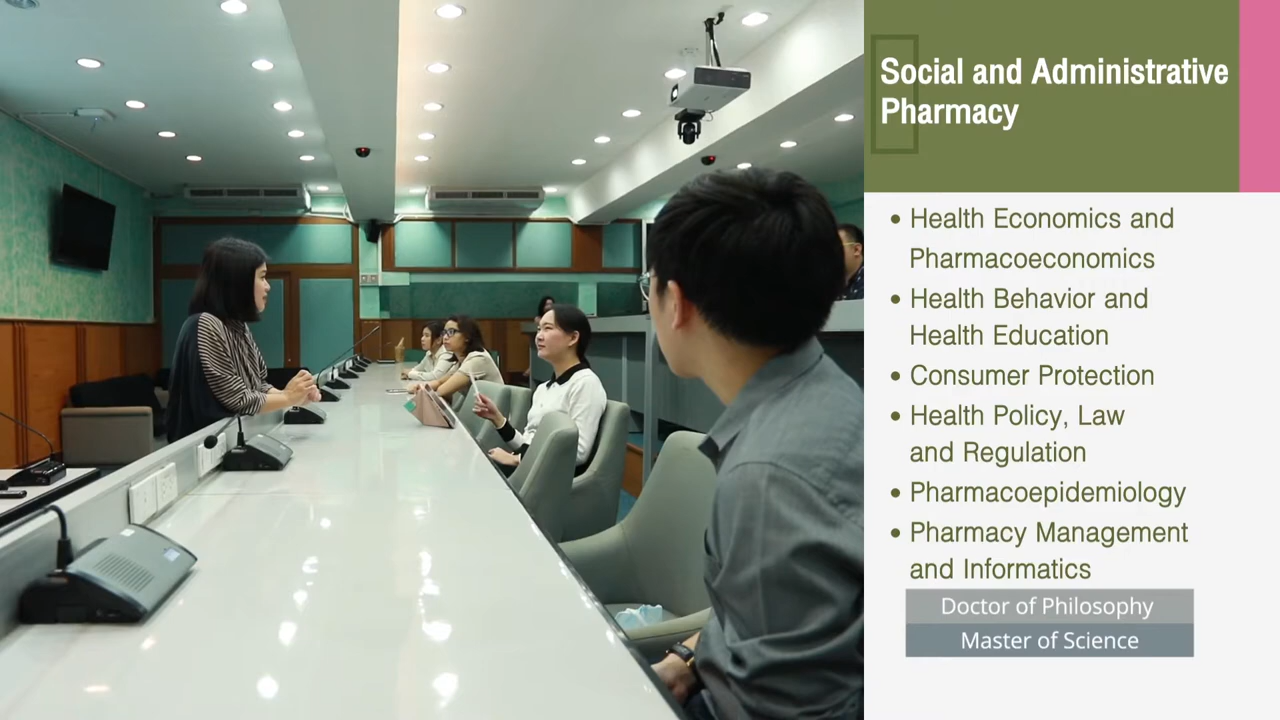 Social and Administrative
Pharmacy
• Health Economics and
Pharmacoeconomics
• Health Behavior and
Health Education
• Consumer Protection
• Health Policy, Law
and Regulation
• Pharmacoepidemiology
• Pharmacy Management
and Informatics
Doctor of Philosophy
Master of Science